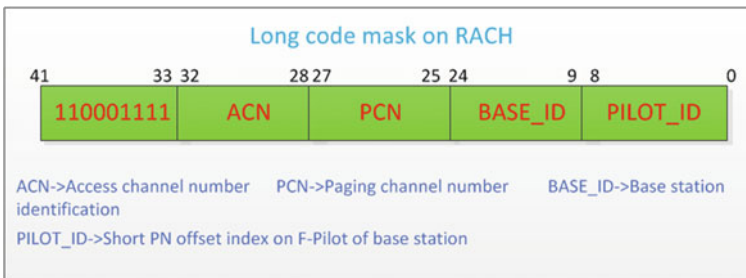 Long code mask on RACH
41 33 32 28 27 25 24 9 8 0
110001111 ACN PCN BASE_ID PILOT_ID
ACN->Access channel number identification
PCN->Paging channel number
BASE_ID->Base station
PILOT_ID->Short PN offset index on F-Pilot of base station